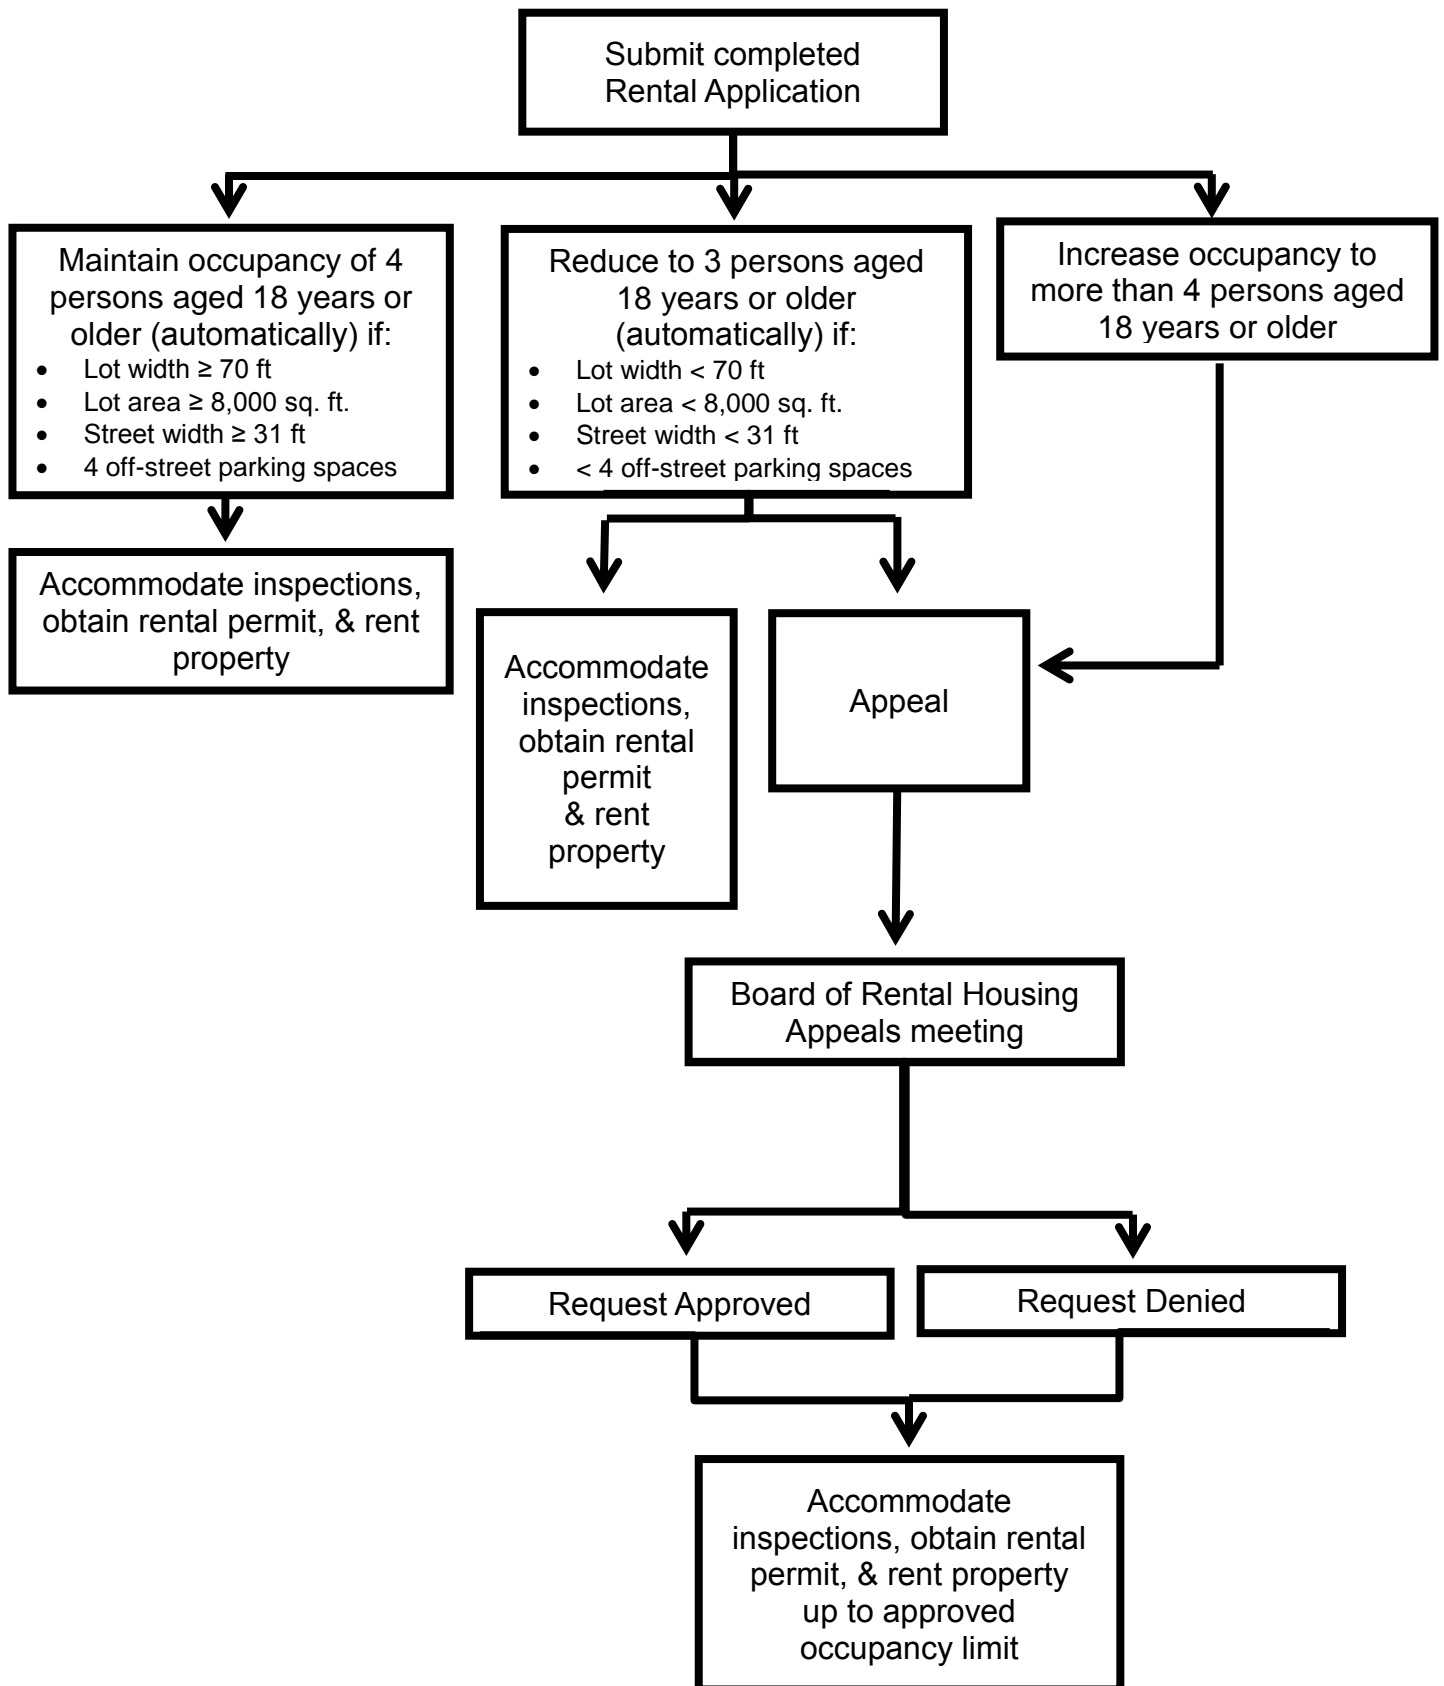 Submit completed
Rental Application
Maintain occupancy of 4
persons aged 18 years or
older (automatically) if:
• Lot width ≥ 70 ft
• Lot area ≥ 8,000 sq. ft.
• Street width ≥ 31 ft
• 4 off-street parking spaces
Reduce to 3 persons aged
18 years or older
(automatically) if:
• Lot width < 70 ft
• Lot area < 8,000 sq. ft.
• Street width < 31 ft
• < 4 off-street parking spaces
Increase occupancy to
more than 4 persons aged
18 years or older
Accommodate inspections,
obtain rental permit, & rent
property
Accommodate
inspections,
obtain rental
permit
& rent
property
Appeal
Board of Rental Housing
Appeals meeting
Request Approved
Request Denied
Accommodate
inspections, obtain rental
permit, & rent property
up to approved
occupancy limit